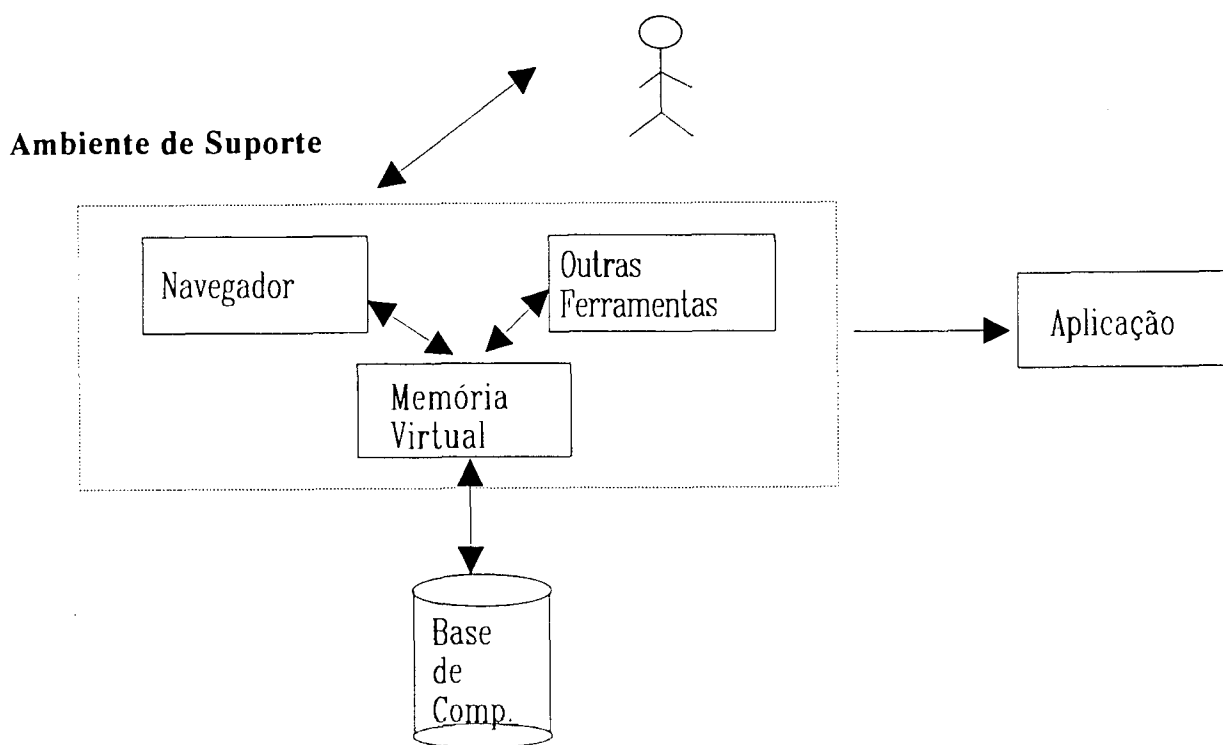 Ambiente de Suporte
Navegador
Outras
Ferramentas
Memória
Virtual
Aplicação
Base
de
Comp.